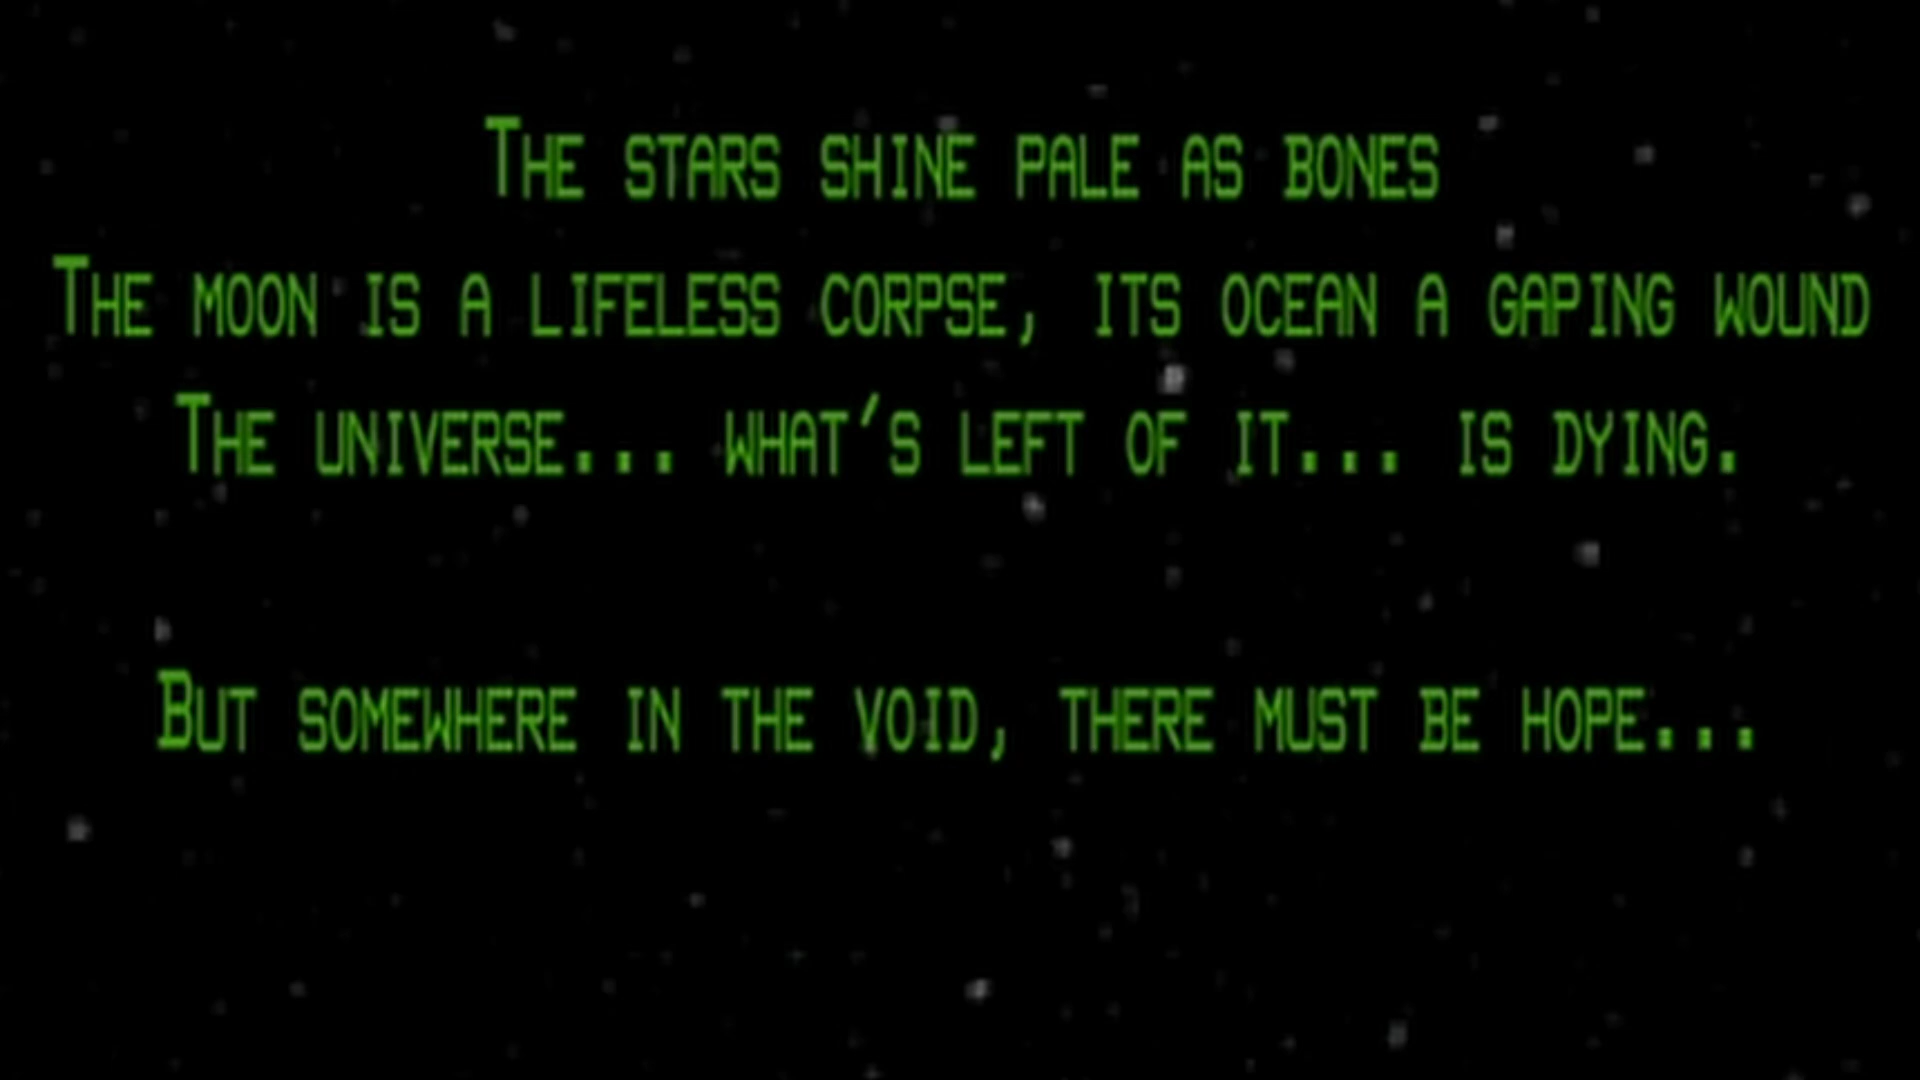 The stars shine pale as bones
The moon is a lifeless corpse, its ocean a gaping wound
The universe... what's left of it... is dying.
But somewhere in the void, there must be hope...